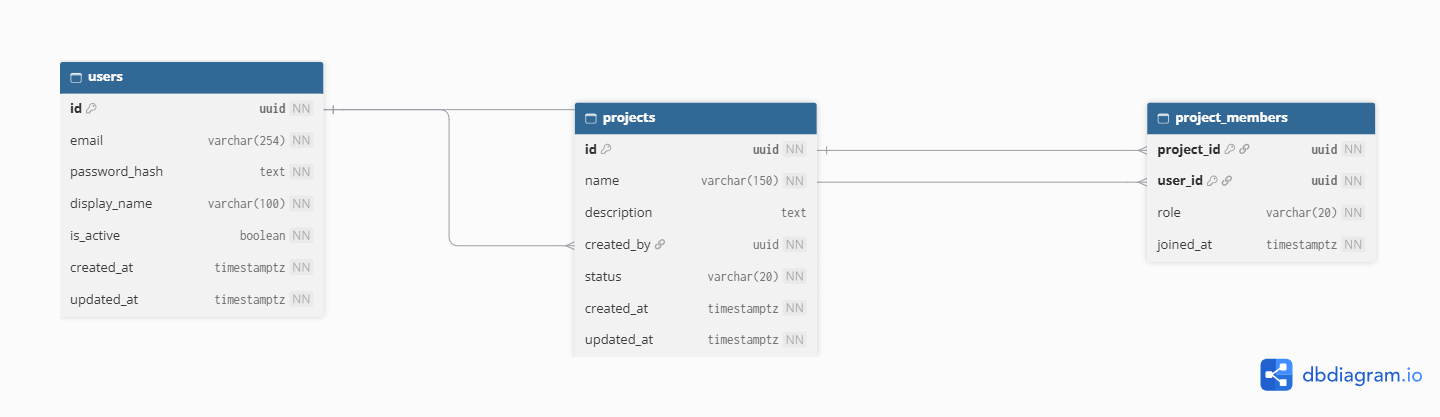 users
id uuid NN
email varchar(254) NN
password_hash text NN
display_name varchar(100) NN
is_active boolean NN
created_at timestamptz NN
updated_at timestamptz NN
projects
id uuid NN
name varchar(150) NN
description text
created_by uuid NN
status varchar(20) NN
created_at timestamptz NN
updated_at timestamptz NN
project_members
project_id uuid NN
user_id uuid NN
role varchar(20) NN
joined_at timestamptz NN
dbdiagram.io